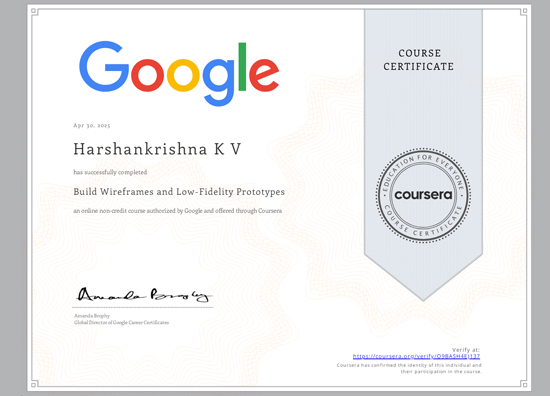 Google
COURSE
CERTIFICATE
Apr 30, 2025
Harshankrishna K V
has successfully completed
Build Wireframes and Low-Fidelity Prototypes
an online non-credit course authorized by Google and offered through Coursera
EDUCATION FOR EVERYONE
coursera
COURSE CERTIFICATE
Amanda Brophy
Amanda Brophy
Global Director of Google Career Certificates
Verify at:
https://coursera.org/verify/O9BASH4EJ137
Coursera has confirmed the identity of this individual and
their participation in the course.